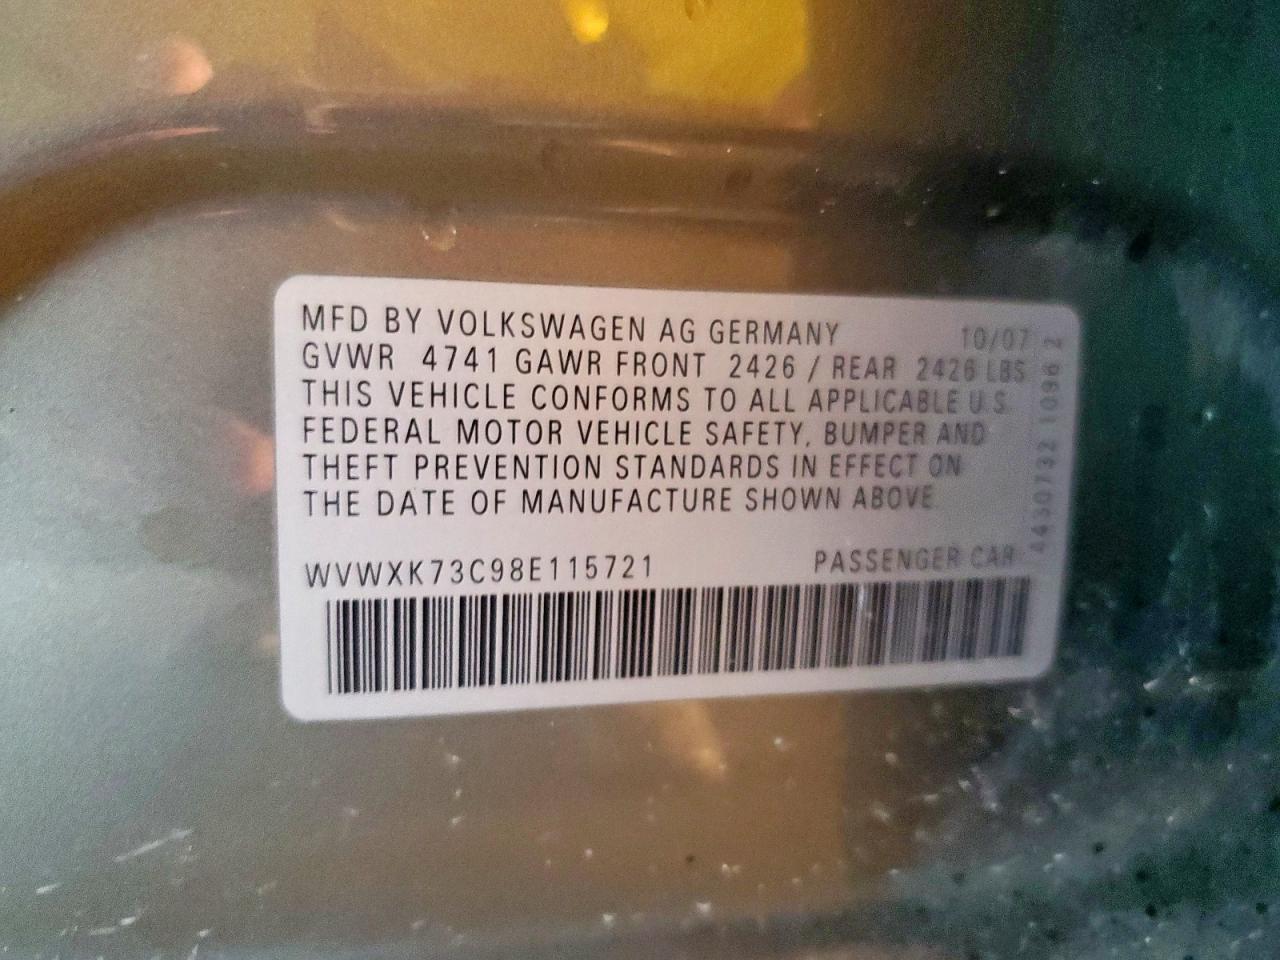 MFD BY VOLKSWAGEN AG GERMANY 10/07
GVWR 4741 GAWR FRONT 2426 / REAR 2426 LBS
THIS VEHICLE CONFORMS TO ALL APPLICABLE U.S.
FEDERAL MOTOR VEHICLE SAFETY, BUMPER AND
THEFT PREVENTION STANDARDS IN EFFECT ON
THE DATE OF MANUFACTURE SHOWN ABOVE.
WVWXK73C98E115721 PASSENGER CAR
4430732 1096 2